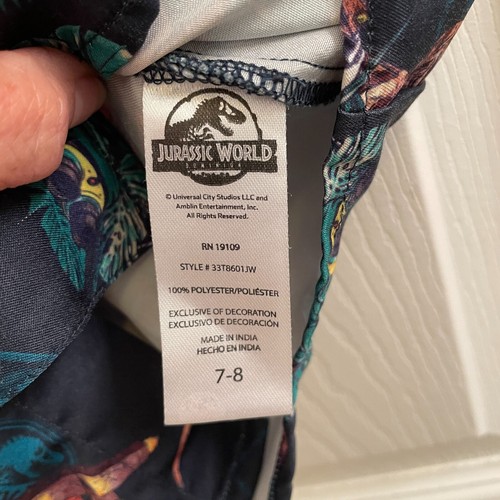 JURASSIC WORLD
DOMINION
© Universal City Studios LLC and
Amblin Entertainment, Inc.
All Rights Reserved.
RN 19109
STYLE # 33T8601JW
100% POLYESTER/POLIÉSTER
EXCLUSIVE OF DECORATION
EXCLUSIVO DE DECORACIÓN
MADE IN INDIA
HECHO EN INDIA
7-8